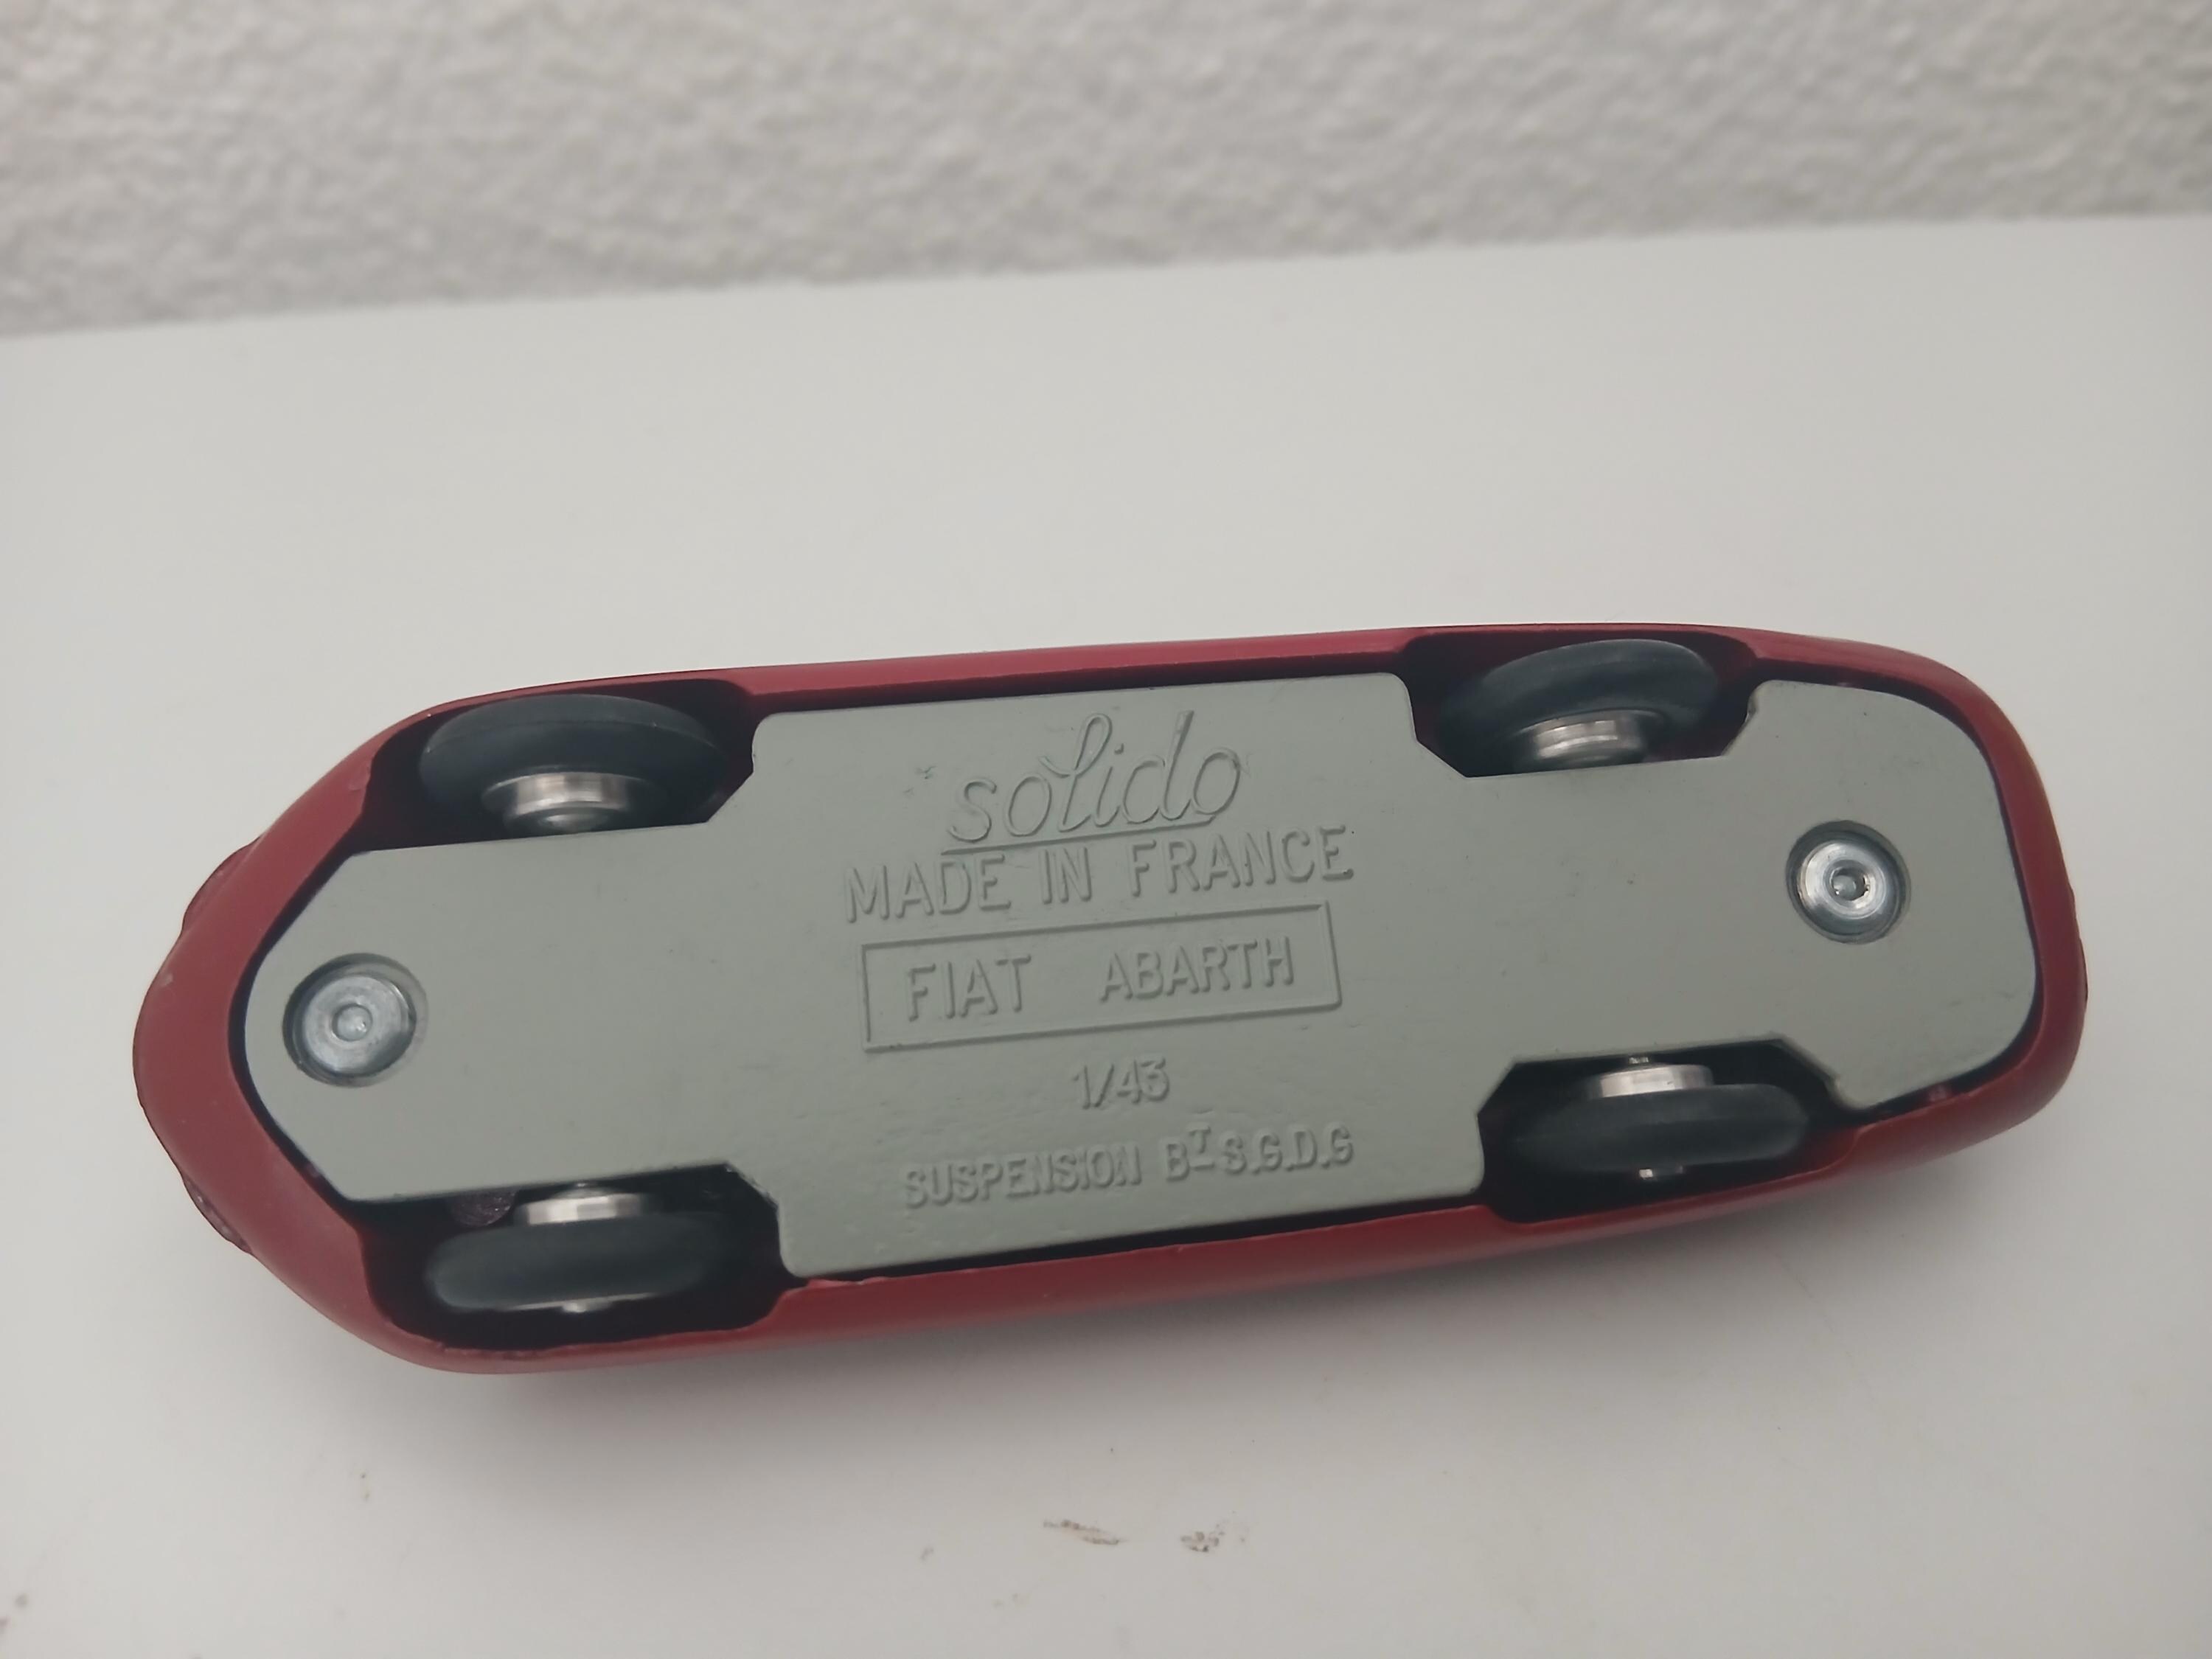 solido
MADE IN FRANCE
FIAT ABARTH
1/43
SUSPENSION BT S.G.D.G